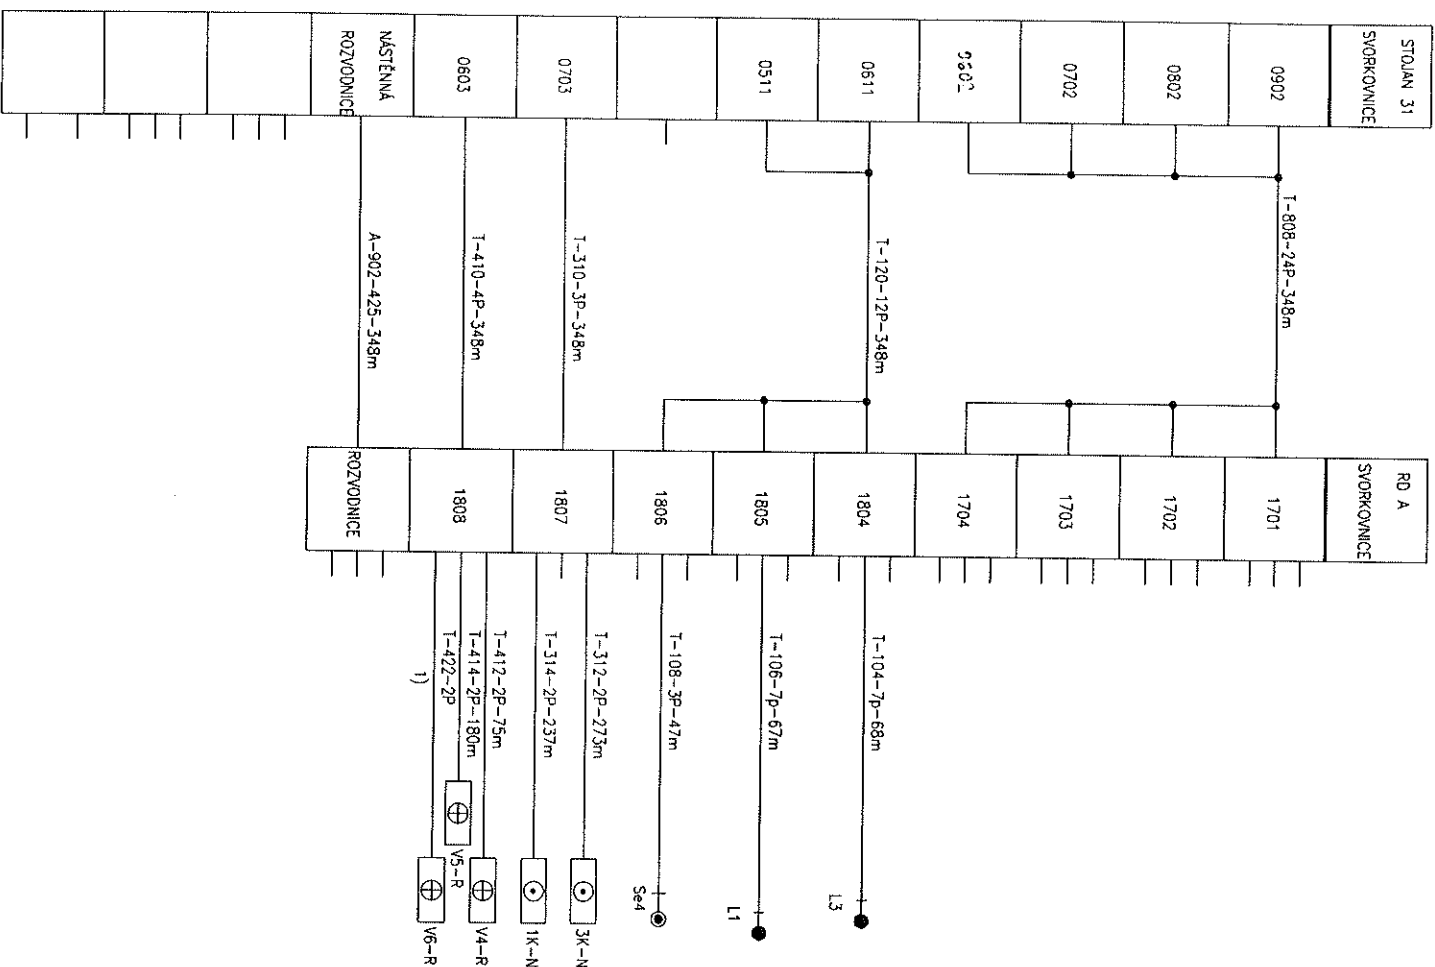 STOJAN 31
SVORKOVNICE
0902
0802
0702
0602
0611
0511
0703
0603
NÁSTĚNNÁ
ROZVODNICE
T-808-24P-348m
T-120-12P-348m
T-310-3P-348m
T-410-4P-348m
A-902-425-348m
RD A
SVORKOVNICE
1701
1702
1703
1704
1804
1805
1806
1807
1808
ROZVODNICE
T-104-7p-68m
T-106-7p-67m
T-108-3P-47m
T-312-2P-273m
T-314-2P-237m
T-412-2P-75m
T-414-2P-180m
T-422-2P
1)
L3
L1
Se4
3K-N
1K-N
V4-R
V5-R
V6-R